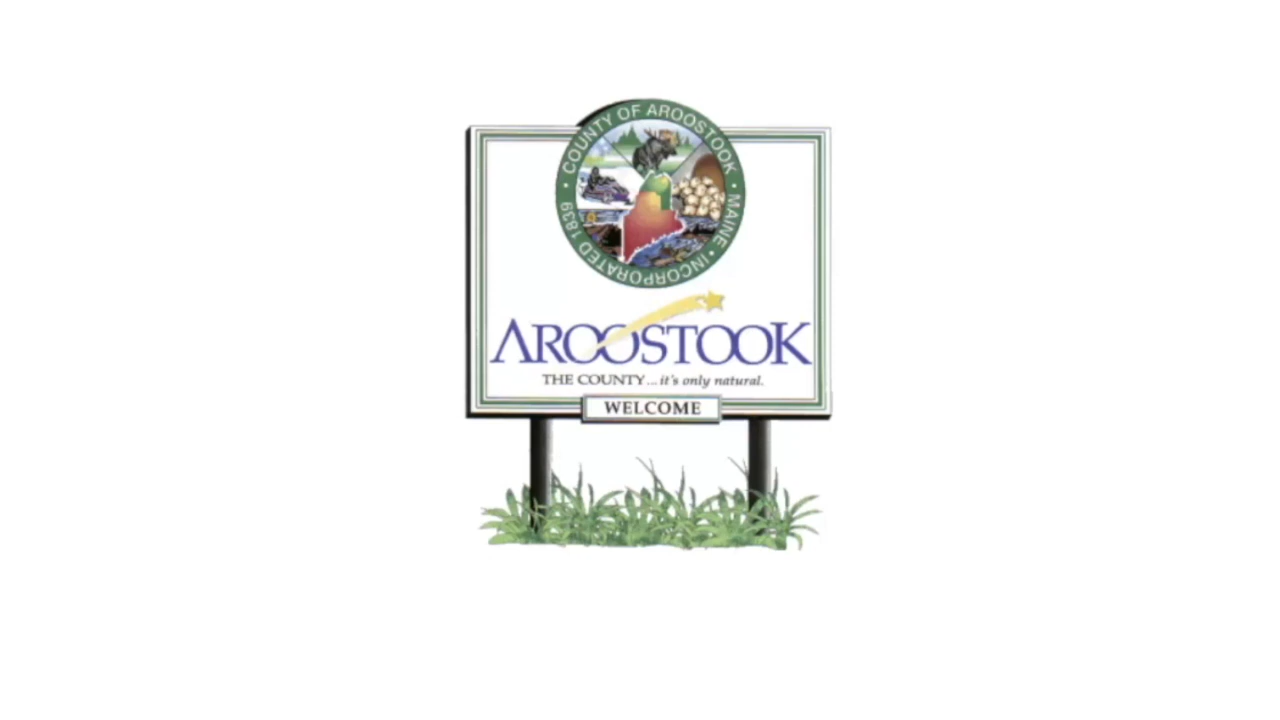 COUNTY OF AROOSTOOK • MAINE • INCORPORATED 1839 •
AROOSTOOK
THE COUNTY... it's only natural.
WELCOME